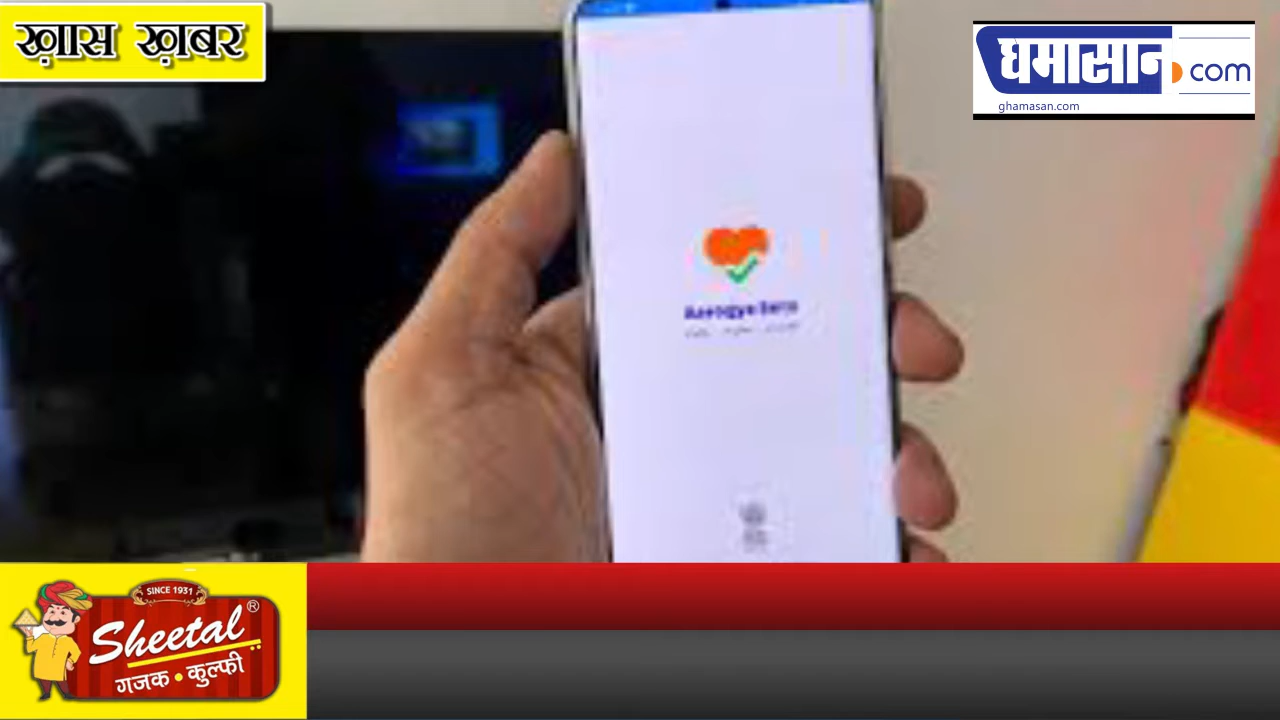 ख़ास ख़बर
घमासान.com
ghamasan.com
Aarogya Setu
SINCE 1931
Sheetal®
गजक • कुल्फी